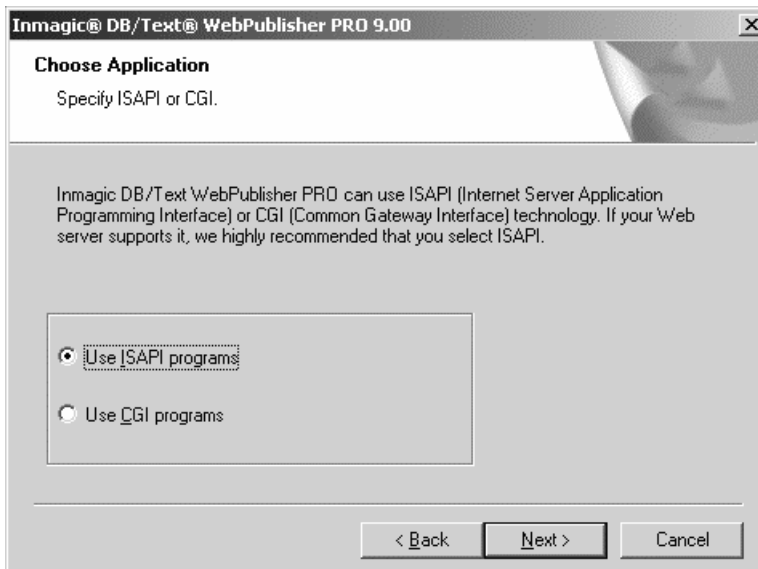 Inmagic® DB/Text® WebPublisher PRO 9.00
Choose Application
Specify ISAPI or CGI.
Inmagic DB/Text WebPublisher PRO can use ISAPI (Internet Server Application
Programming Interface) or CGI (Common Gateway Interface) technology. If your Web
server supports it, we highly recommended that you select ISAPI.
Use ISAPI programs
Use CGI programs
< Back
Next >
Cancel